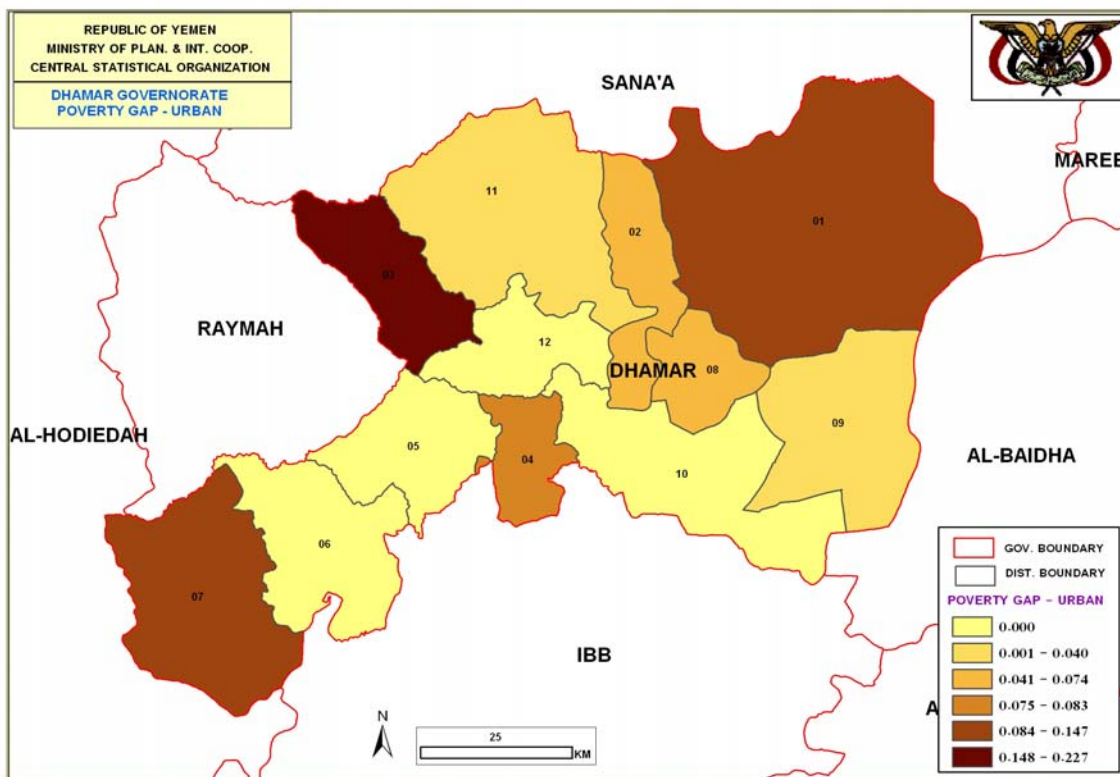 REPUBLIC OF YEMEN
MINISTRY OF PLAN. & INT. COOP.
CENTRAL STATISTICAL ORGANIZATION
DHAMAR GOVERNORATE
POVERTY GAP - URBAN
SANA'A
MAREB
11
01
02
03
RAYMAH
12
DHAMAR
08
AL-HODIEDAH
05
04
09
10
AL-BAIDHA
06
07
IBB
A
GOV. BOUNDARY
DIST. BOUNDARY
POVERTY GAP - URBAN
0.000
0.001 - 0.040
0.041 - 0.074
0.075 - 0.083
0.084 - 0.147
0.148 - 0.227
N
25
KM